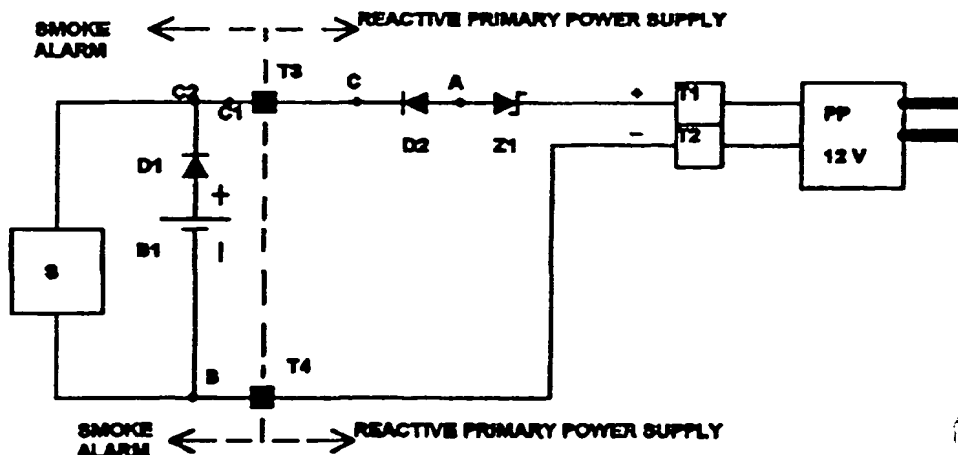 SMOKE ALARM
REACTIVE PRIMARY POWER SUPPLY
T3
C2
C1
C
A
D2
Z1
+
−
T1
T2
PP
12 V
D1
+
B1
−
S
B
T4
SMOKE ALARM
REACTIVE PRIMARY POWER SUPPLY